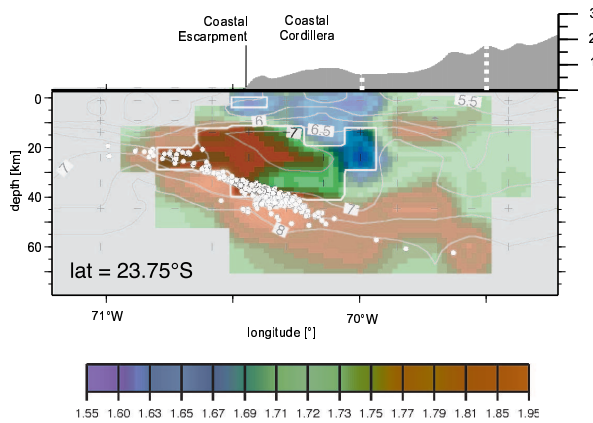 Coastal
Escarpment
Coastal
Cordillera
3
2
1
0
20
40
60
depth [km]
5.5
6
6.5
7
7
7
8
lat = 23.75°S
71°W
70°W
longitude [°]
1.55 1.60 1.63 1.65 1.67 1.69 1.71 1.72 1.73 1.75 1.77 1.79 1.81 1.85 1.95